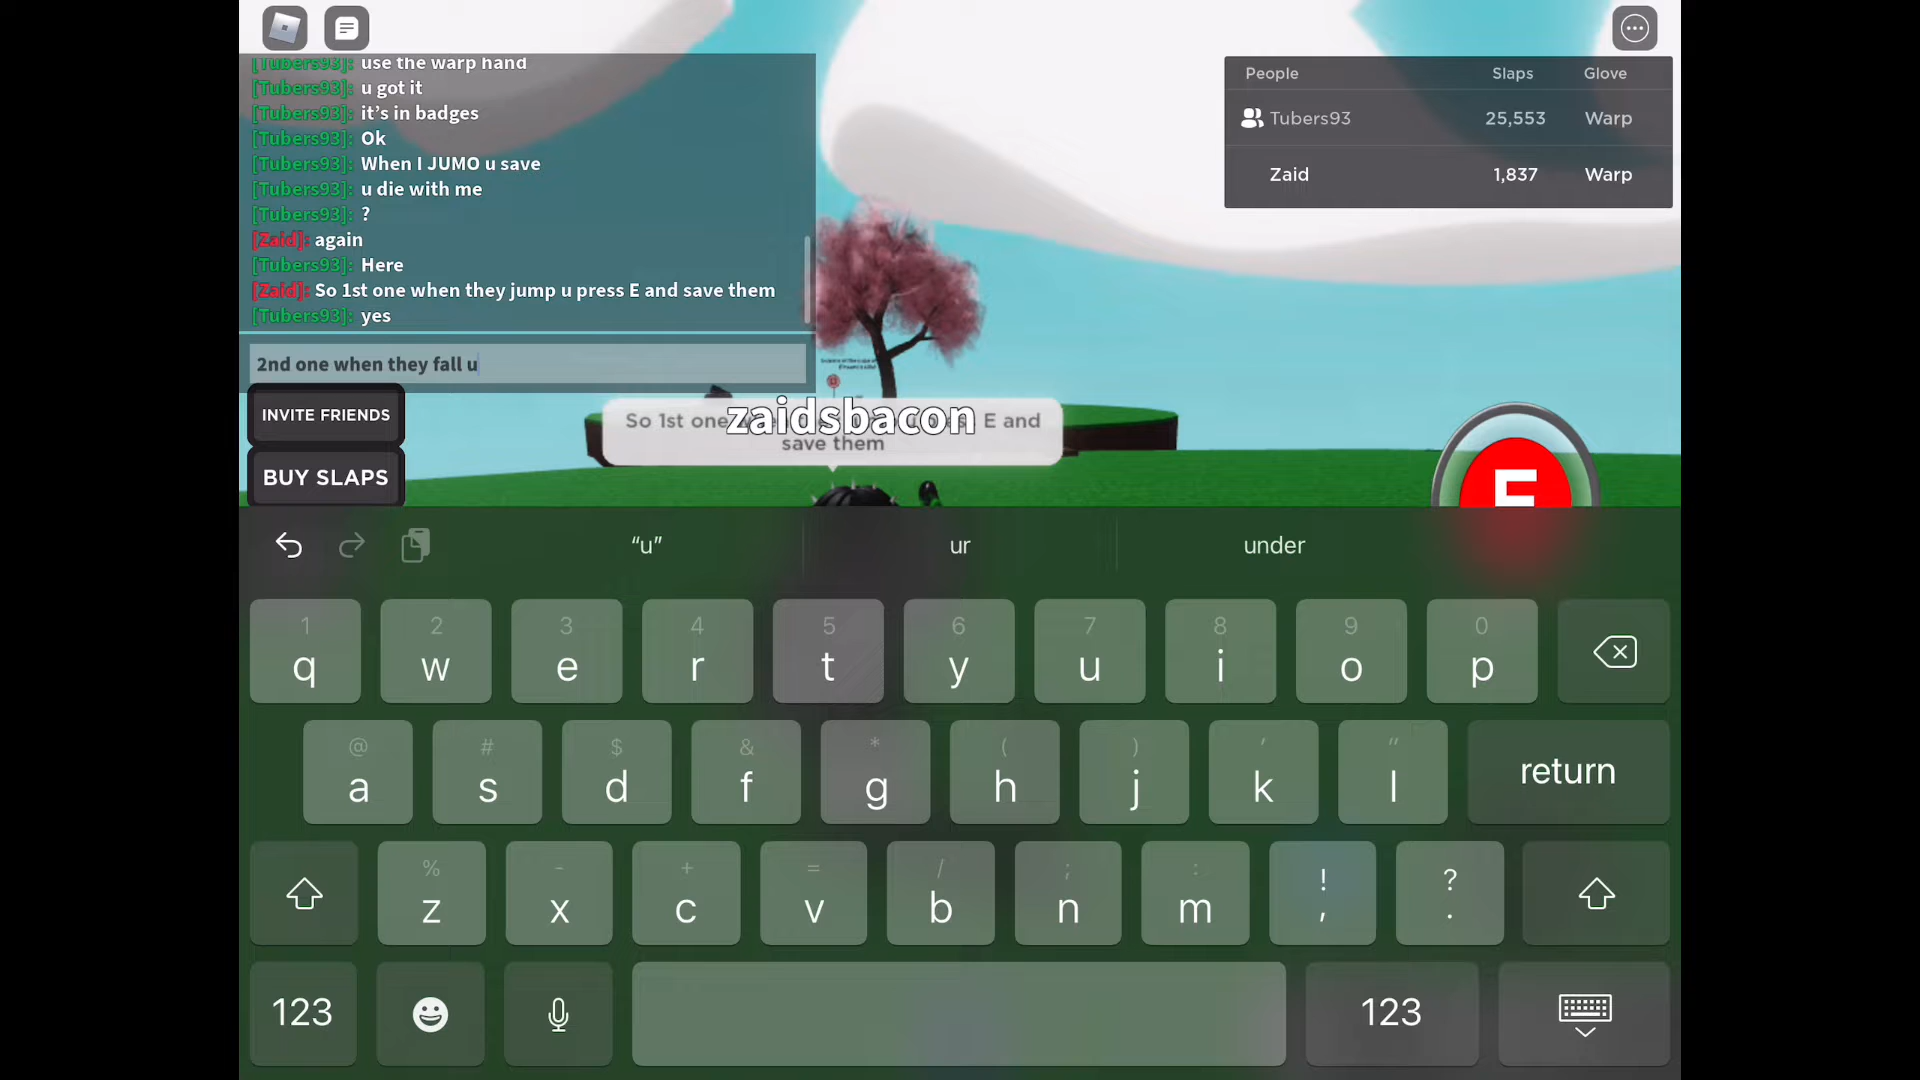 [Tubers93]: use the warp hand
[Tubers93]: u got it
[Tubers93]: it's in badges
[Tubers93]: Ok
[Tubers93]: When I JUMO u save
[Tubers93]: u die with me
[Tubers93]: ?
[Zaid]: again
[Tubers93]: Here
[Zaid]: So 1st one when they jump u press E and save them
[Tubers93]: yes
2nd one when they fall u
INVITE FRIENDS
BUY SLAPS
People Slaps Glove
Tubers93 25,553 Warp
Zaid 1,837 Warp
zaidsbacon
So 1st one E and
save them
E
“u” ur under
1 2 3 4 5 6 7 8 9 0
q w e r t y u i o p
@ # $ & * ( ) ' "
a s d f g h j k l return
% - + = / ; : ! ?
z x c v b n m , .
123 123